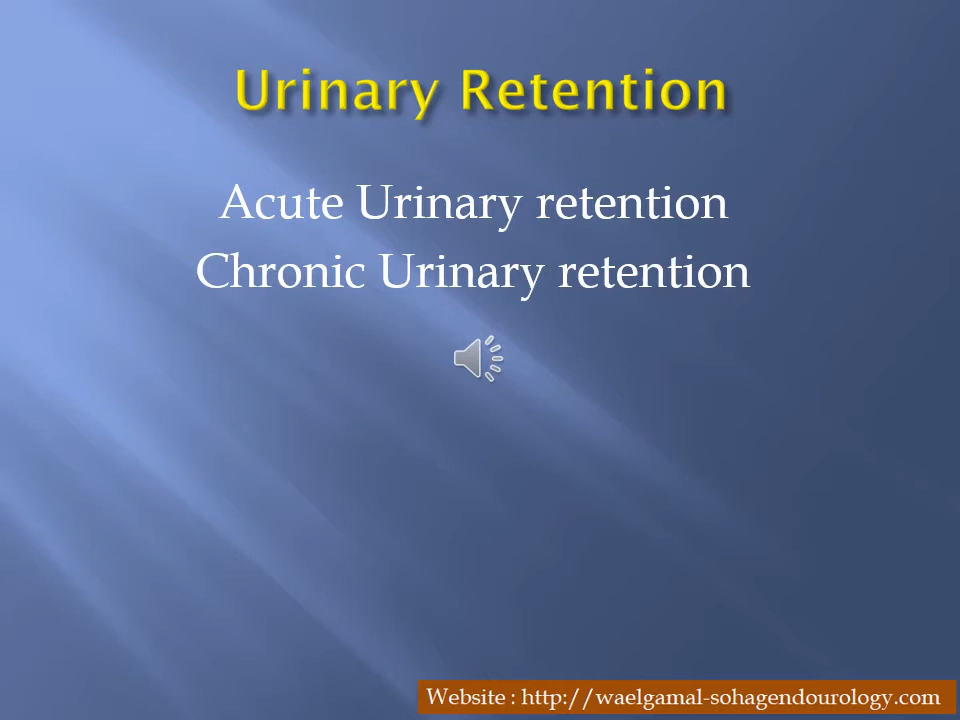 Urinary Retention
Acute Urinary retention
Chronic Urinary retention
Website : http://waelgamal-sohagendourology.com